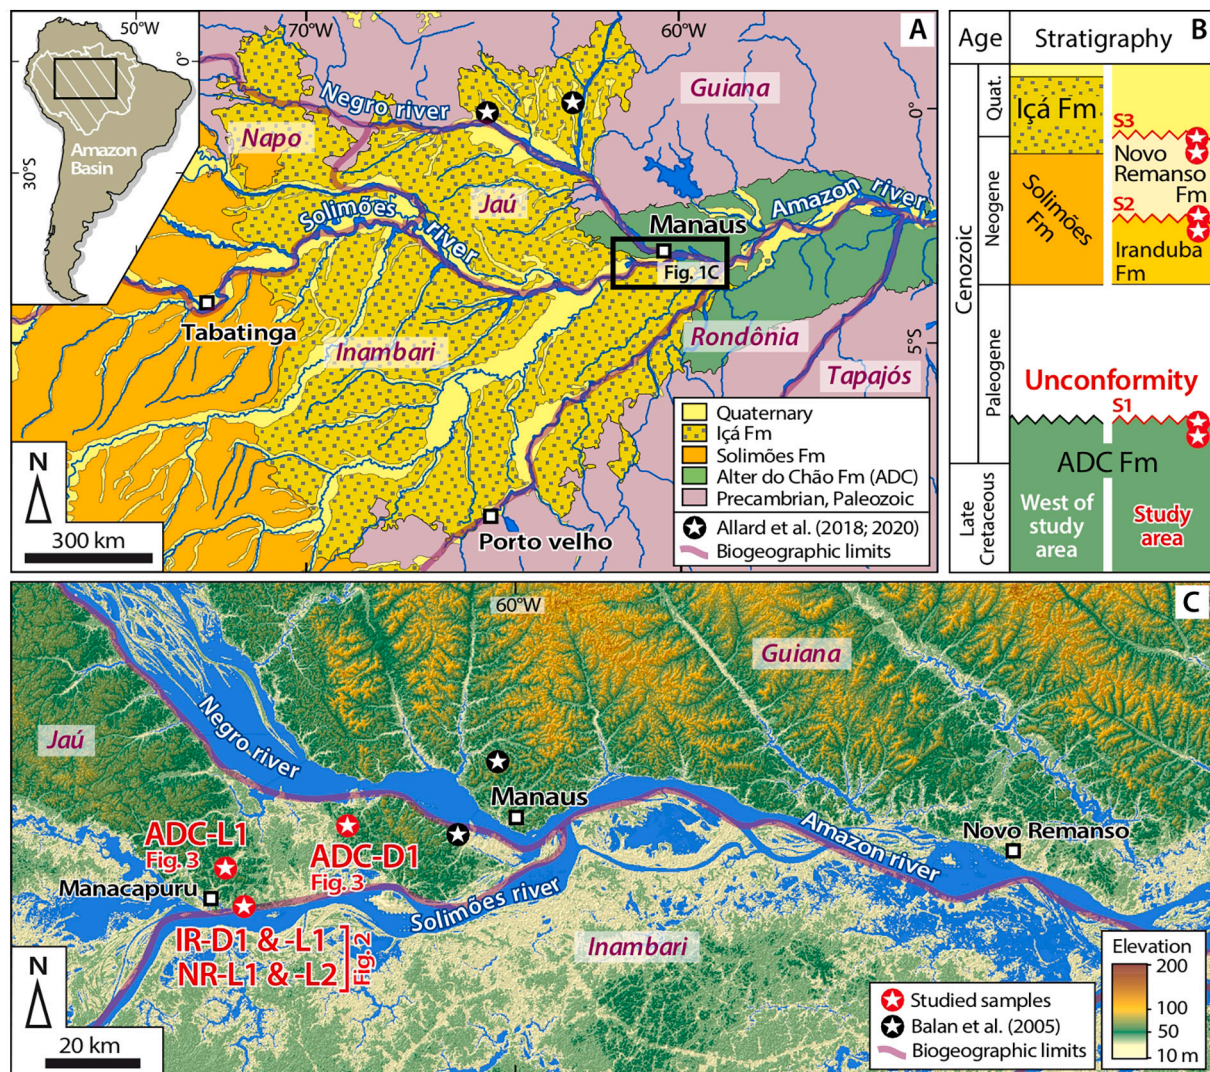 50°W
0°
30°S
Amazon
Basin
70°W
60°W
A
0°
5°S
Negro river
Guiana
Napo
Jaú
Solimões
river
Manaus
Amazon river
Fig. 1C
Tabatinga
Inambari
Rondônia
Tapajós
Porto velho
N
300 km
Quaternary
Içá Fm
Solimões Fm
Alter do Chão Fm (ADC)
Precambrian, Paleozoic
Allard et al. (2018; 2020)
Biogeographic limits
Age
Stratigraphy
B
Cenozoic
Quat.
Neogene
Paleogene
Late
Cretaceous
Içá Fm
Solimões
Fm
S3
Novo
Remanso
Fm
S2
Iranduba
Fm
Unconformity
S1
ADC Fm
West of
study
area
Study
area
60°W
C
Guiana
Jaú
Negro river
Manaus
ADC-L1
Fig. 3
ADC-D1
Fig. 3
Manacapuru
Solimões river
Amazon river
Novo Remanso
IR-D1 & -L1
NR-L1 & -L2
Fig. 2
Inambari
N
20 km
Studied samples
Balan et al. (2005)
Biogeographic limits
Elevation
200
100
50
10 m